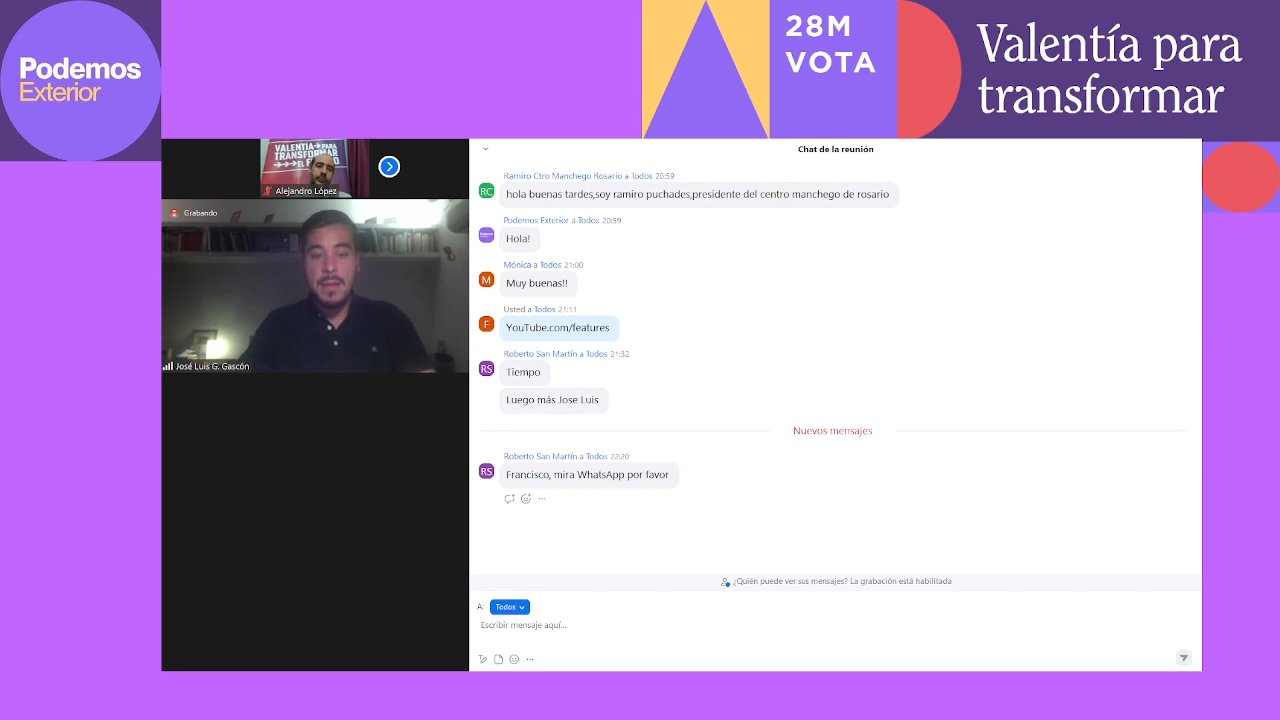 Podemos
Exterior
28M
VOTA
Valentía para
transformar
VALENTÍA PARA
TRANSFORMAR
Alejandro López
Grabando
José Luis G. Gascón
Chat de la reunión
Ramiro Ctro Manchego Rosario a Todos 20:59
RC
hola buenas tardes,soy ramiro puchades,presidente del centro manchego de rosario
Podemos Exterior a Todos 20:59
Hola!
Mónica a Todos 21:00
M
Muy buenas!!
Usted a Todos 21:11
F
YouTube.com/features
Roberto San Martín a Todos 21:32
RS
Tiempo
Luego más Jose Luis
Nuevos mensajes
Roberto San Martín a Todos 22:20
RS
Francisco, mira WhatsApp por favor
¿Quién puede ver sus mensajes? La grabación está habilitada
A: Todos
Escribir mensaje aquí...